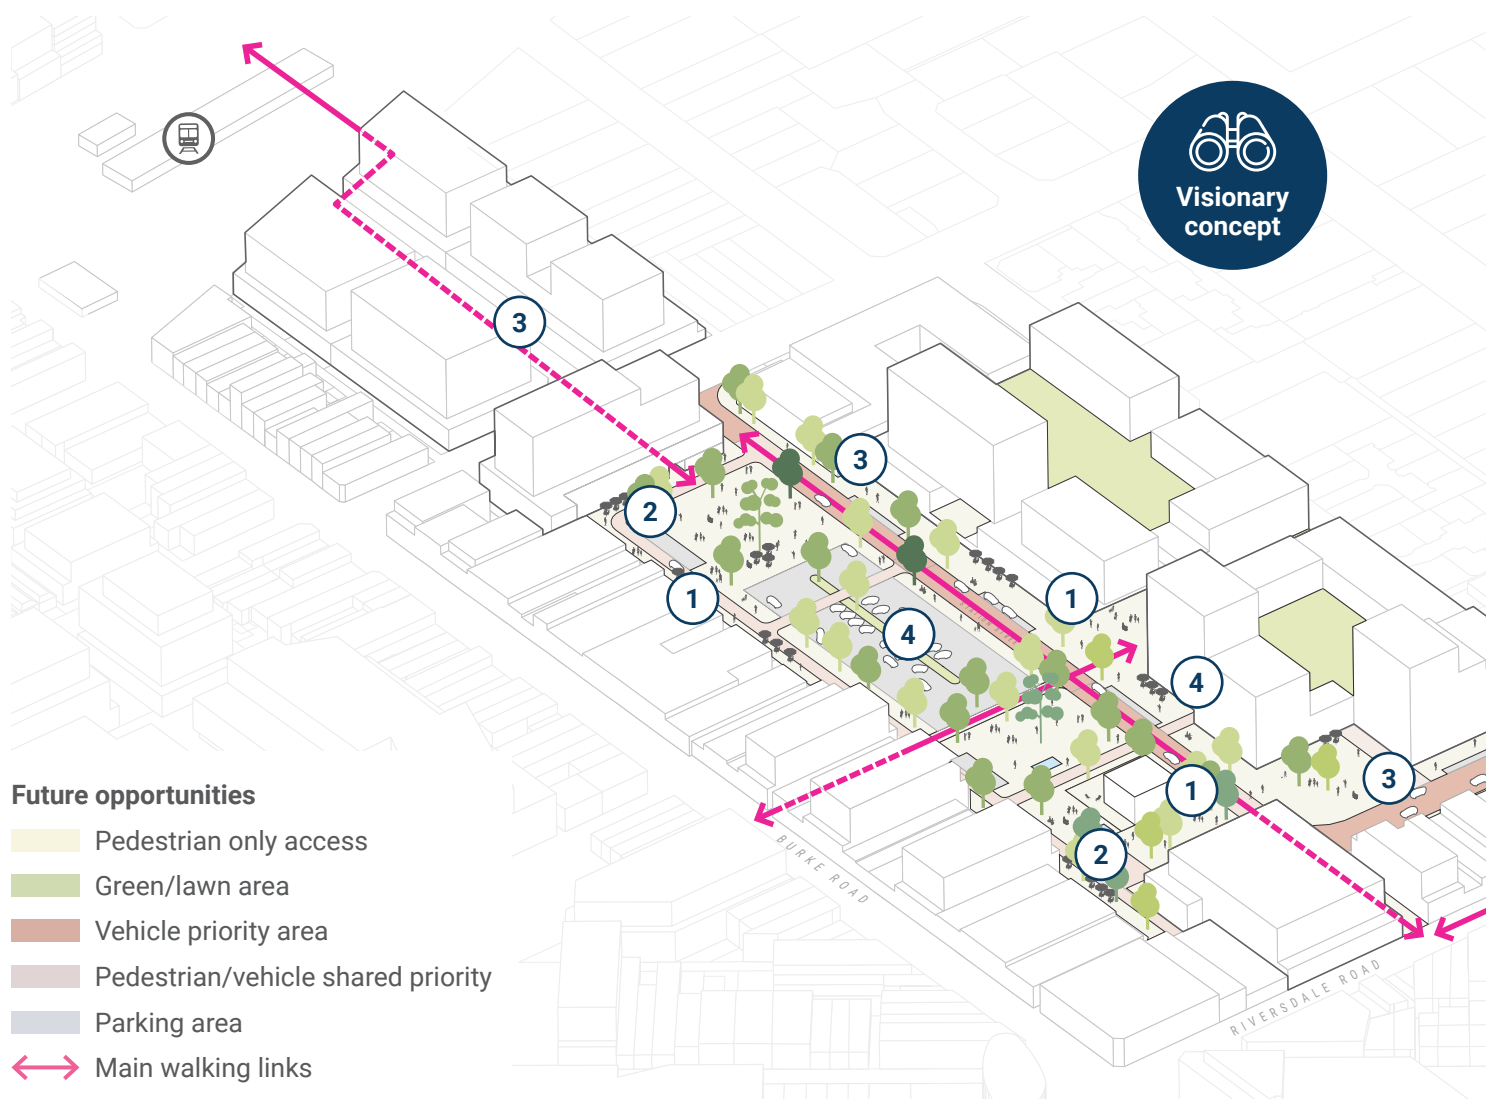 Visionary
concept
3
3
2
1
1
4
4
3
1
2
BURKE ROAD
RIVERSDALE ROAD
Future opportunities
Pedestrian only access
Green/lawn area
Vehicle priority area
Pedestrian/vehicle shared priority
Parking area
Main walking links